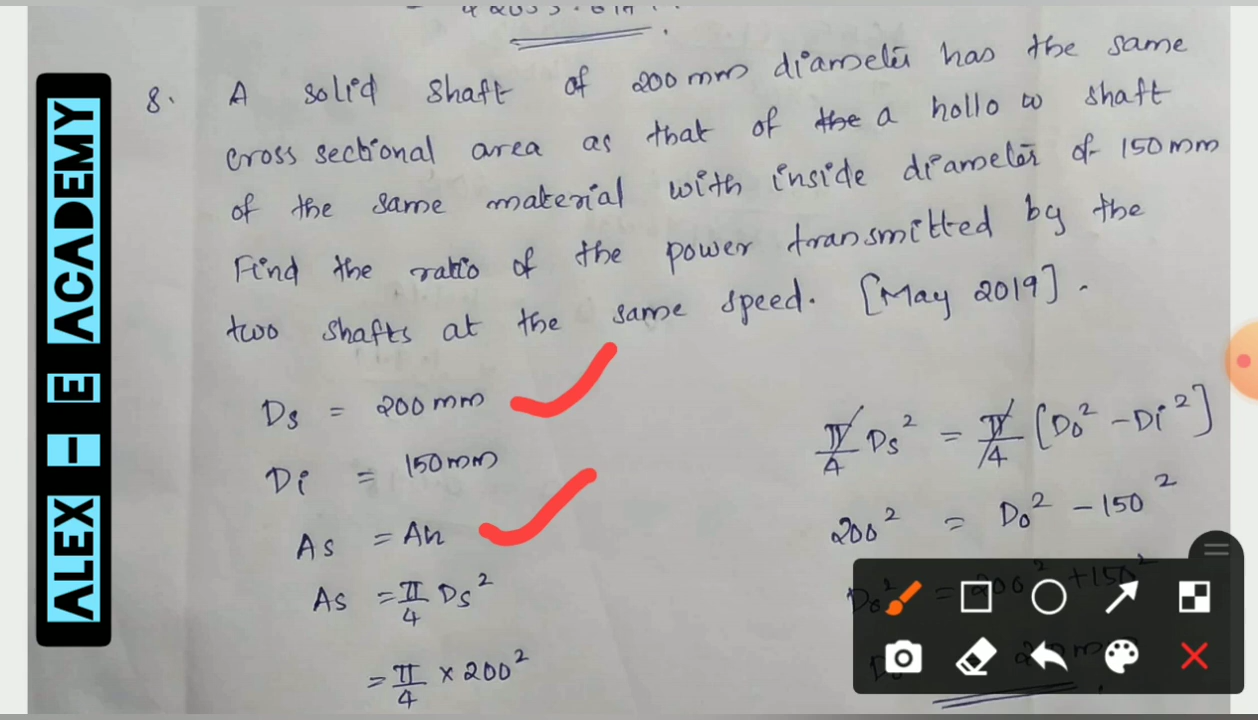 ALEX - E ACADEMY
8. A solid shaft of 200 mm diameter has the same
cross sectional area as that of the a hollow shaft
of the same material with inside diameter of 150 mm
Find the ratio of the power transmitted by the
two shafts at the same speed. [May 2019].
Ds = 200 mm
Di = 150 mm
As = Ah
As = π/4 Ds²
= π/4 × 200²
π/4 Ds² = π/4 [Do² - Di²]
200² = Do² - 150²
Do² = 200² + 150²